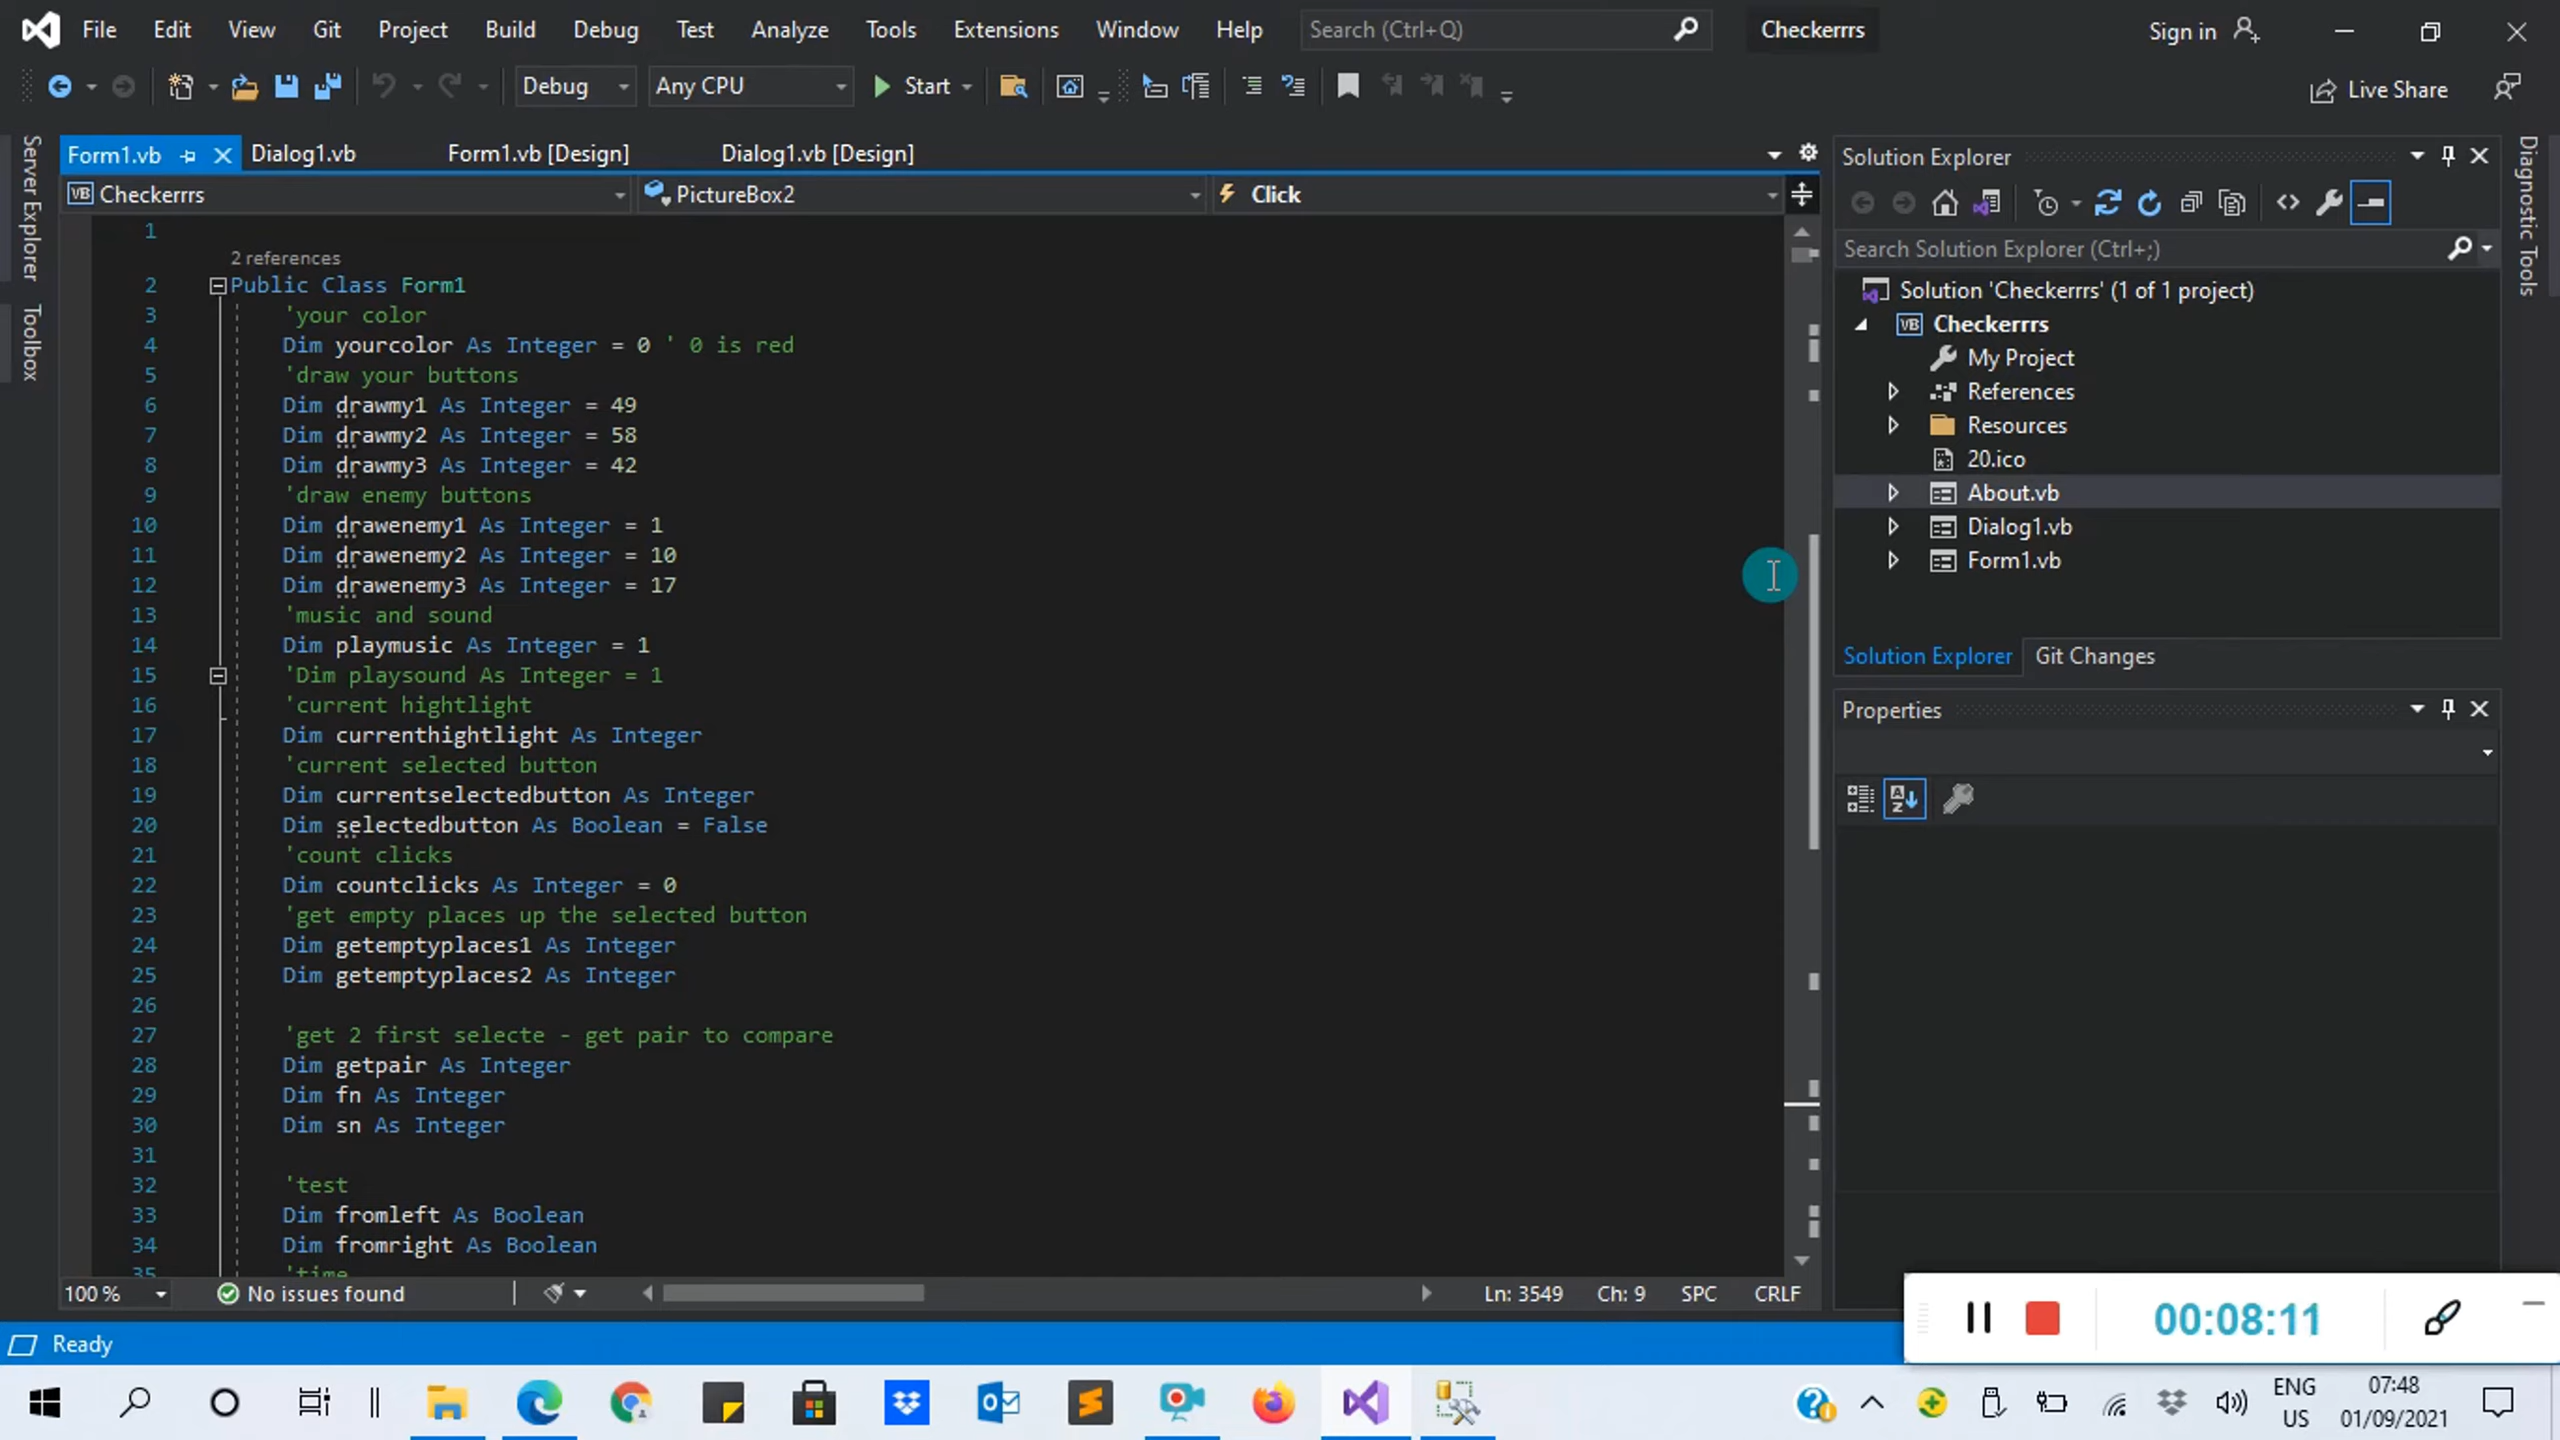 File Edit View Git Project Build Debug Test Analyze Tools Extensions Window Help Search (Ctrl+Q) Checkerrrs Sign in
Debug Any CPU Start Live Share
Server Explorer
Toolbox
Form1.vb Dialog1.vb Form1.vb [Design] Dialog1.vb [Design]
VB Checkerrrs PictureBox2 Click
1
2 references
2 Public Class Form1
3 'your color
4 Dim yourcolor As Integer = 0 ' 0 is red
5 'draw your buttons
6 Dim drawmy1 As Integer = 49
7 Dim drawmy2 As Integer = 58
8 Dim drawmy3 As Integer = 42
9 'draw enemy buttons
10 Dim drawenemy1 As Integer = 1
11 Dim drawenemy2 As Integer = 10
12 Dim drawenemy3 As Integer = 17
13 'music and sound
14 Dim playmusic As Integer = 1
15 'Dim playsound As Integer = 1
16 'current hightlight
17 Dim currenthightlight As Integer
18 'current selected button
19 Dim currentselectedbutton As Integer
20 Dim selectedbutton As Boolean = False
21 'count clicks
22 Dim countclicks As Integer = 0
23 'get empty places up the selected button
24 Dim getemptyplaces1 As Integer
25 Dim getemptyplaces2 As Integer
26
27 'get 2 first selecte - get pair to compare
28 Dim getpair As Integer
29 Dim fn As Integer
30 Dim sn As Integer
31
32 'test
33 Dim fromleft As Boolean
34 Dim fromright As Boolean
35 'time
100 % No issues found Ln: 3549 Ch: 9 SPC CRLF
Ready
Solution Explorer
Search Solution Explorer (Ctrl+;)
Solution 'Checkerrrs' (1 of 1 project)
VB Checkerrrs
My Project
References
Resources
20.ico
About.vb
Dialog1.vb
Form1.vb
Solution Explorer Git Changes
Properties
Diagnostic Tools
00:08:11
ENG
US
07:48
01/09/2021